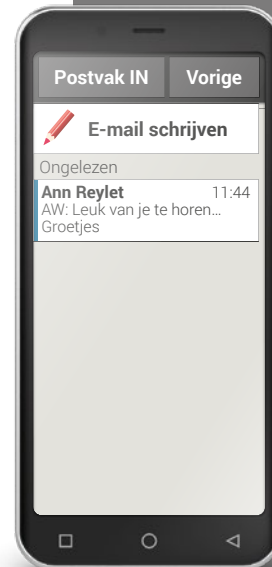 Postvak IN Vorige
E-mail schrijven
Ongelezen
Ann Reylet 11:44
AW: Leuk van je te horen...
Groetjes